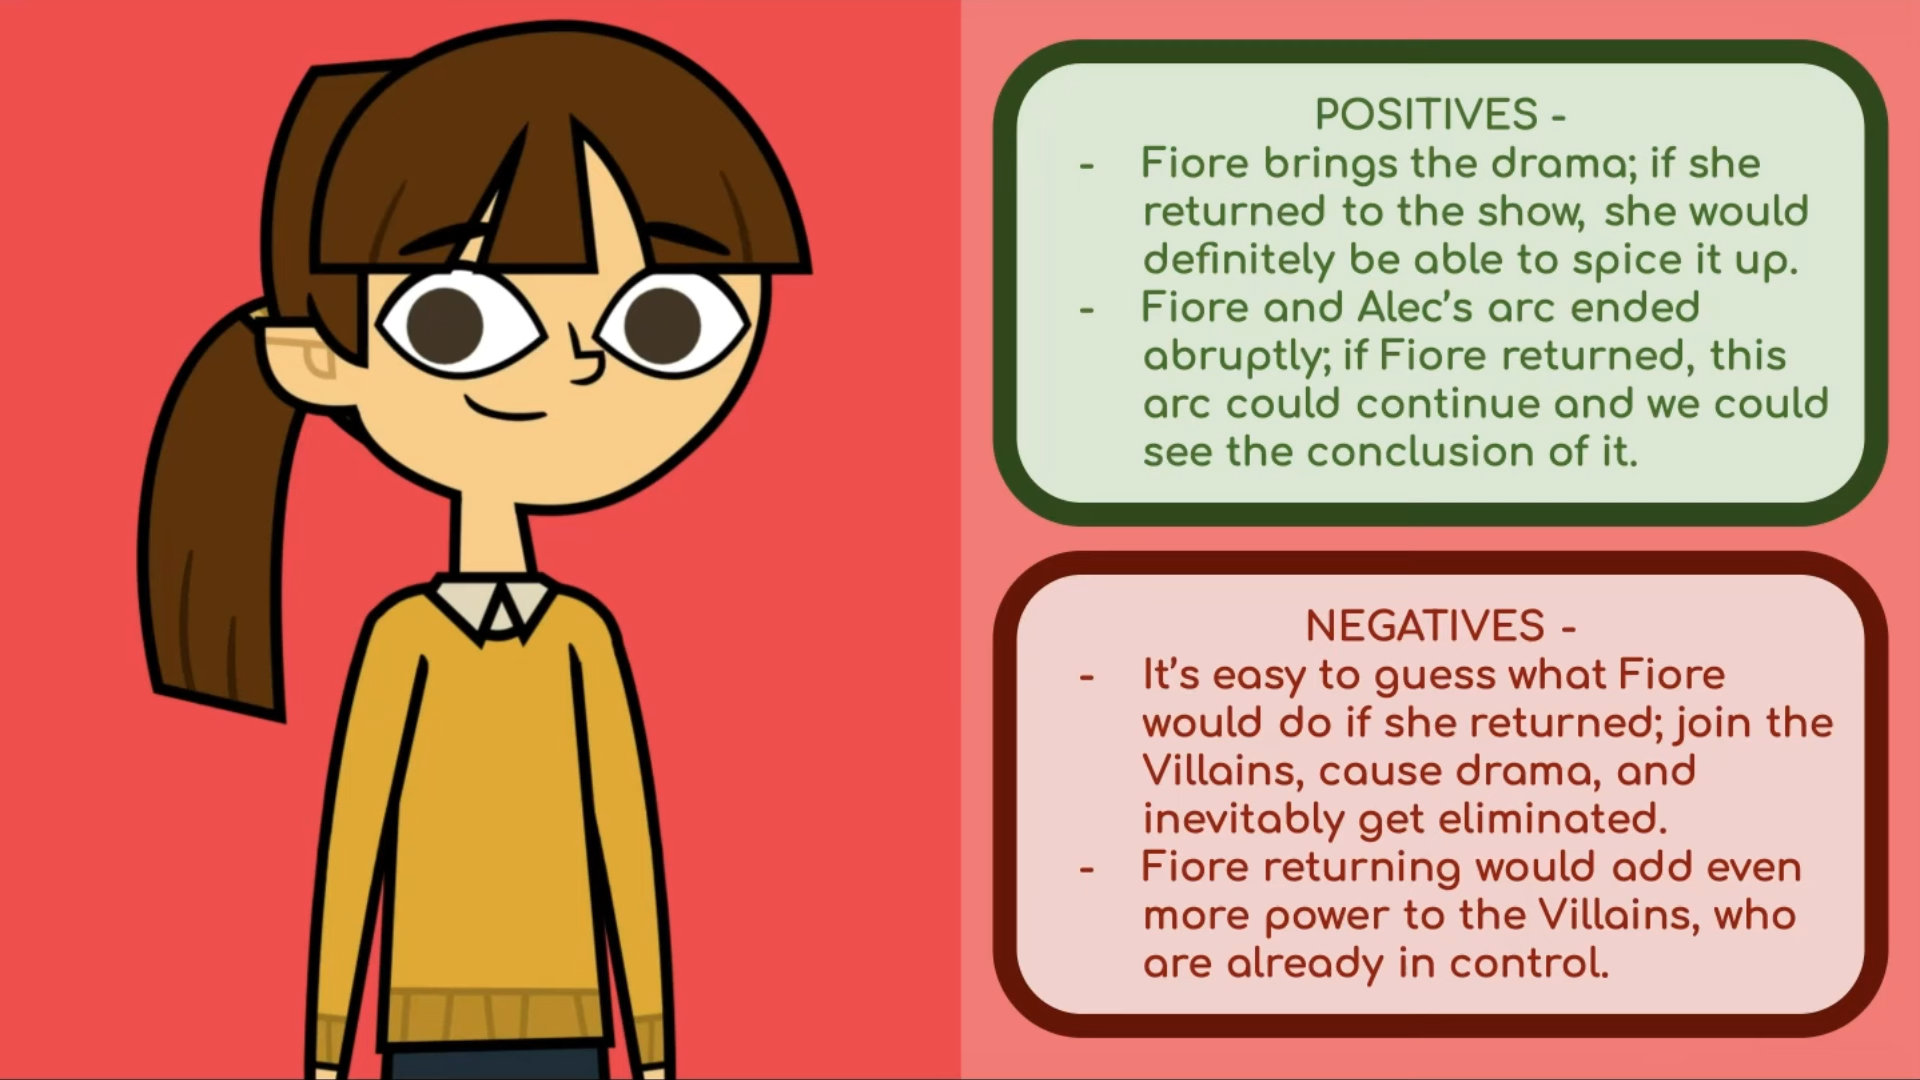 POSITIVES -
- Fiore brings the drama; if she
returned to the show, she would
definitely be able to spice it up.
- Fiore and Alec's arc ended
abruptly; if Fiore returned, this
arc could continue and we could
see the conclusion of it.
NEGATIVES -
- It's easy to guess what Fiore
would do if she returned; join the
Villains, cause drama, and
inevitably get eliminated.
- Fiore returning would add even
more power to the Villains, who
are already in control.